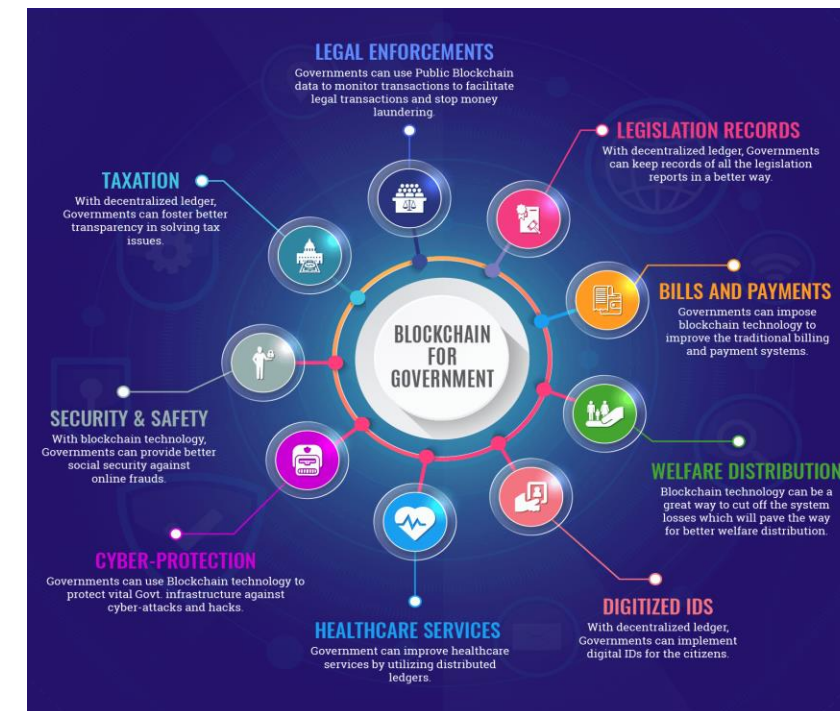 LEGAL ENFORCEMENTS
Governments can use Public Blockchain
data to monitor transactions to facilitate
legal transactions and stop money
laundering.
LEGISLATION RECORDS
With decentralized ledger, Governments
can keep records of all the legislation
reports in a better way.
TAXATION
With decentralized ledger,
Governments can foster better
transparency in solving tax
issues.
BILLS AND PAYMENTS
Governments can impose
blockchain technology to
improve the traditional billing
and payment systems.
BLOCKCHAIN
FOR
GOVERNMENT
SECURITY & SAFETY
With blockchain technology,
Governments can provide better
social security against
online frauds.
WELFARE DISTRIBUTION
Blockchain technology can be a
great way to cut off the system
losses which will pave the way
for better welfare distribution.
CYBER-PROTECTION
Governments can use Blockchain technology to
protect vital Govt. infrastructure against
cyber-attacks and hacks.
DIGITIZED IDS
With decentralized ledger,
Governments can implement
digital IDs for the citizens.
HEALTHCARE SERVICES
Government can improve healthcare
services by utilizing distributed
ledgers.